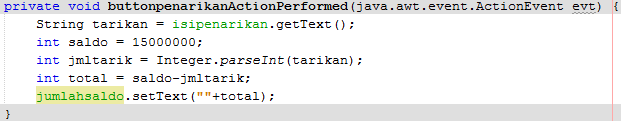 private void buttonpenarikanActionPerformed(java.awt.event.ActionEvent evt) {
String tarikan = isipenarikan.getText();
int saldo = 15000000;
int jmltarik = Integer.parseInt(tarikan);
int total = saldo-jmltarik;
jumlahsaldo.setText(""+total);
}